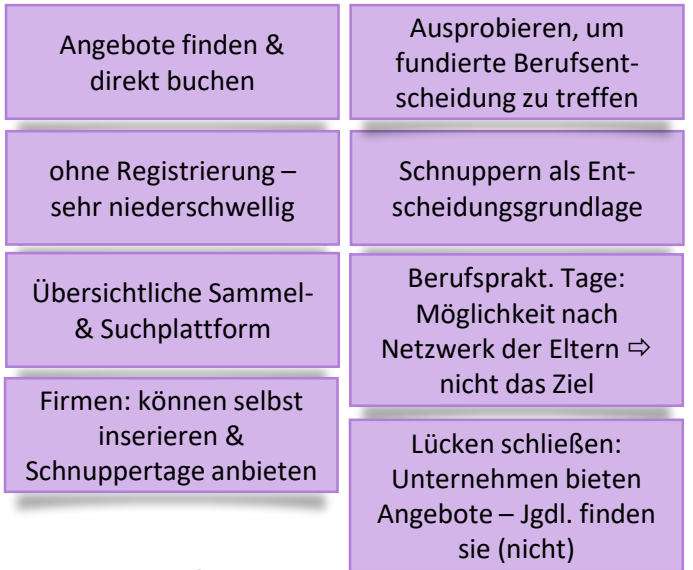 Angebote finden &
direkt buchen
ohne Registrierung –
sehr niederschwellig
Übersichtliche Sammel-
& Suchplattform
Firmen: können selbst
inserieren &
Schnuppertage anbieten
Ausprobieren, um
fundierte Berufsent-
scheidung zu treffen
Schnuppern als Ent-
scheidungsgrundlage
Berufsprakt. Tage:
Möglichkeit nach
Netzwerk der Eltern ⇨
nicht das Ziel
Lücken schließen:
Unternehmen bieten
Angebote – Jgdl. finden
sie (nicht)